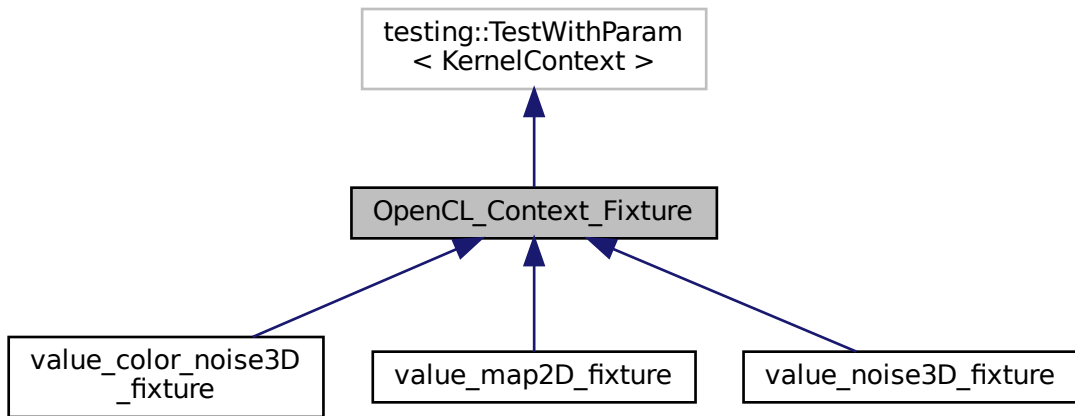 testing::TestWithParam
< KernelContext >
OpenCL_Context_Fixture
value_color_noise3D
_fixture
value_map2D_fixture
value_noise3D_fixture